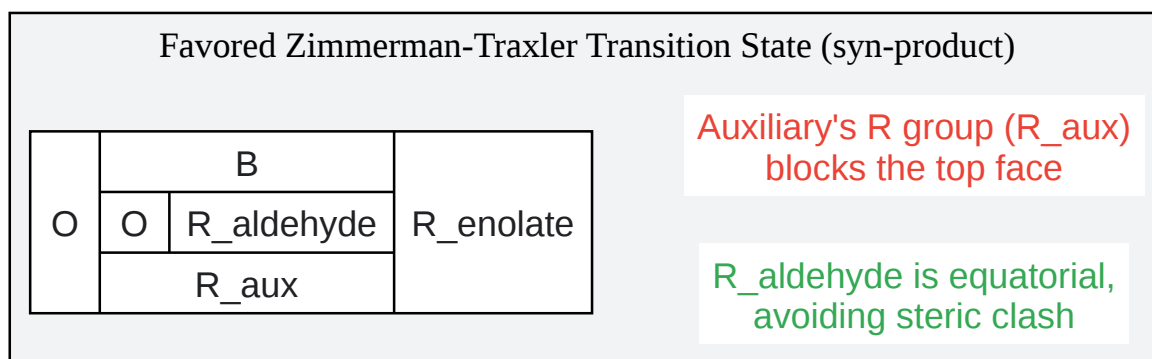 Favored Zimmerman-Traxler Transition State (syn-product)
Auxiliary's R group (R_aux)
blocks the top face
B
O
O
R_aldehyde
R_enolate
R_aux
R_aldehyde is equatorial,
avoiding steric clash